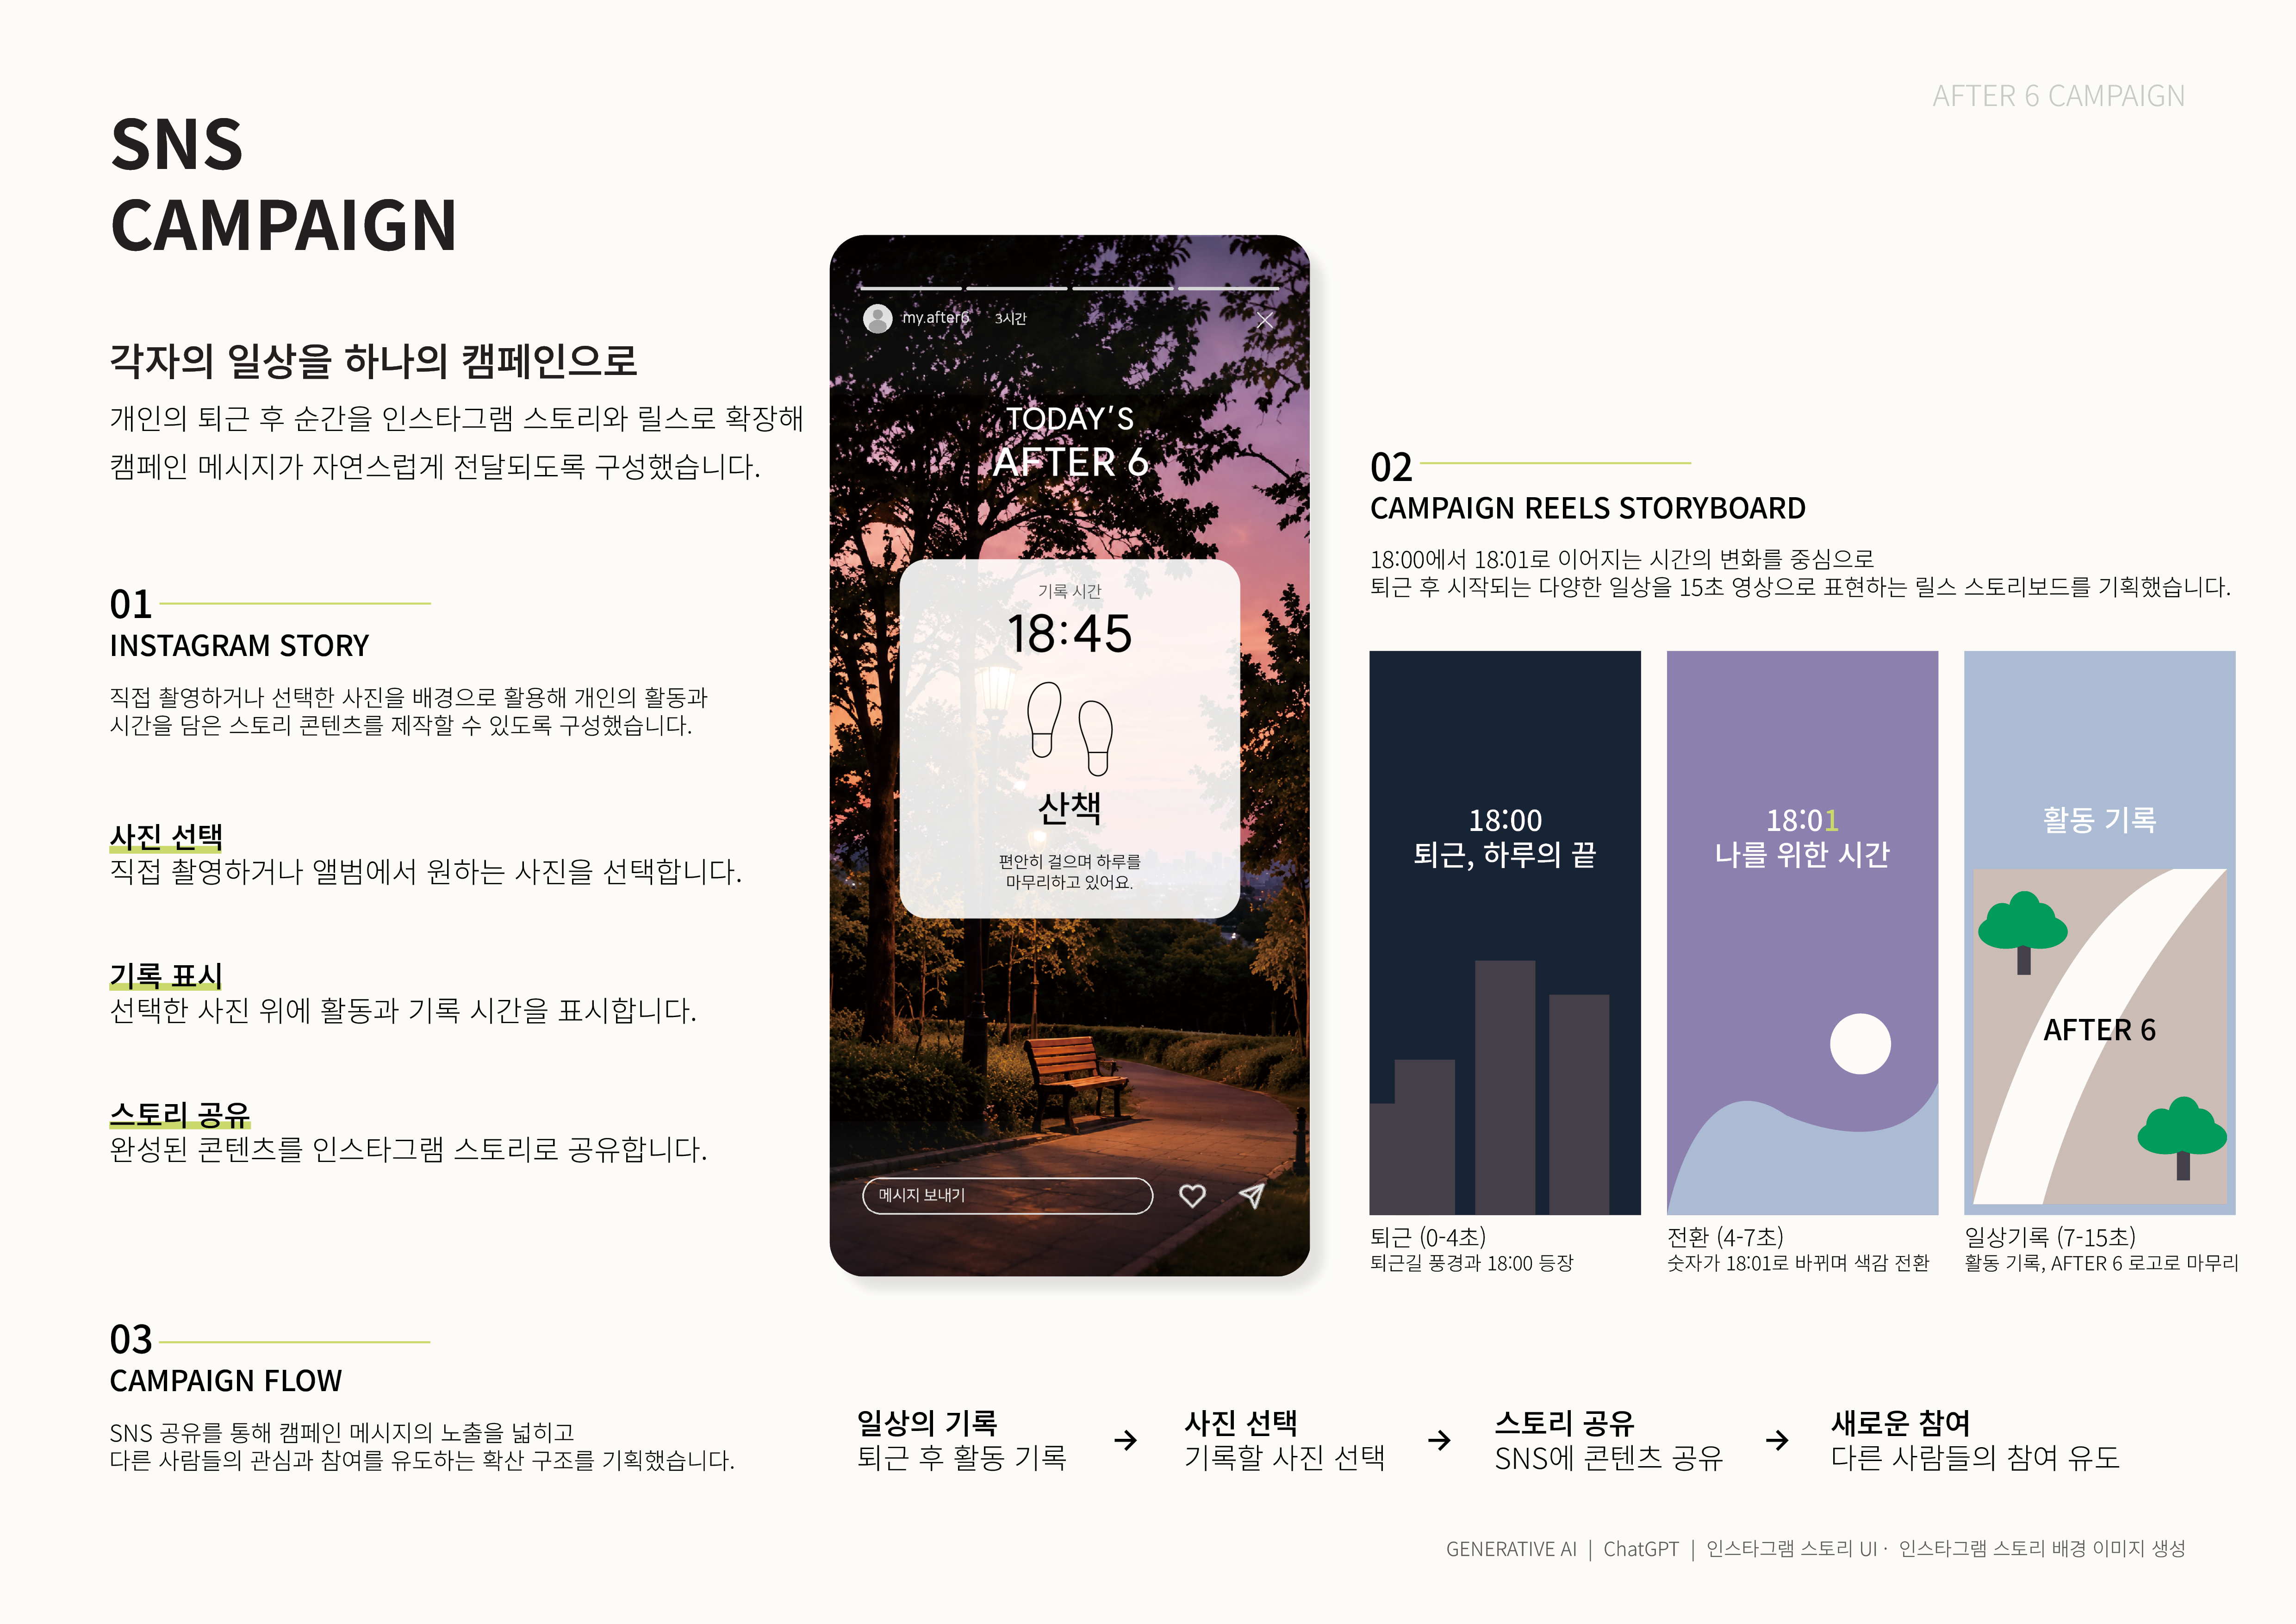 AFTER 6 CAMPAIGN
SNS
CAMPAIGN
각자의 일상을 하나의 캠페인으로
개인의 퇴근 후 순간을 인스타그램 스토리와 릴스로 확장해
캠페인 메시지가 자연스럽게 전달되도록 구성했습니다.
01
INSTAGRAM STORY
직접 촬영하거나 선택한 사진을 배경으로 활용해 개인의 활동과
시간을 담은 스토리 콘텐츠를 제작할 수 있도록 구성했습니다.
사진 선택
직접 촬영하거나 앨범에서 원하는 사진을 선택합니다.
기록 표시
선택한 사진 위에 활동과 기록 시간을 표시합니다.
스토리 공유
완성된 콘텐츠를 인스타그램 스토리로 공유합니다.
my.after6 3시간
TODAY'S
AFTER 6
기록 시간
18:45
산책
편안히 걸으며 하루를
마무리하고 있어요.
메시지 보내기
02
CAMPAIGN REELS STORYBOARD
18:00에서 18:01로 이어지는 시간의 변화를 중심으로
퇴근 후 시작되는 다양한 일상을 15초 영상으로 표현하는 릴스 스토리보드를 기획했습니다.
18:00
퇴근, 하루의 끝
퇴근 (0-4초)
퇴근길 풍경과 18:00 등장
18:01
나를 위한 시간
전환 (4-7초)
숫자가 18:01로 바뀌며 색감 전환
활동 기록
AFTER 6
일상기록 (7-15초)
활동 기록, AFTER 6 로고로 마무리
03
CAMPAIGN FLOW
SNS 공유를 통해 캠페인 메시지의 노출을 넓히고
다른 사람들의 관심과 참여를 유도하는 확산 구조를 기획했습니다.
일상의 기록
퇴근 후 활동 기록
→
사진 선택
기록할 사진 선택
→
스토리 공유
SNS에 콘텐츠 공유
→
새로운 참여
다른 사람들의 참여 유도
GENERATIVE AI | ChatGPT | 인스타그램 스토리 UI · 인스타그램 스토리 배경 이미지 생성